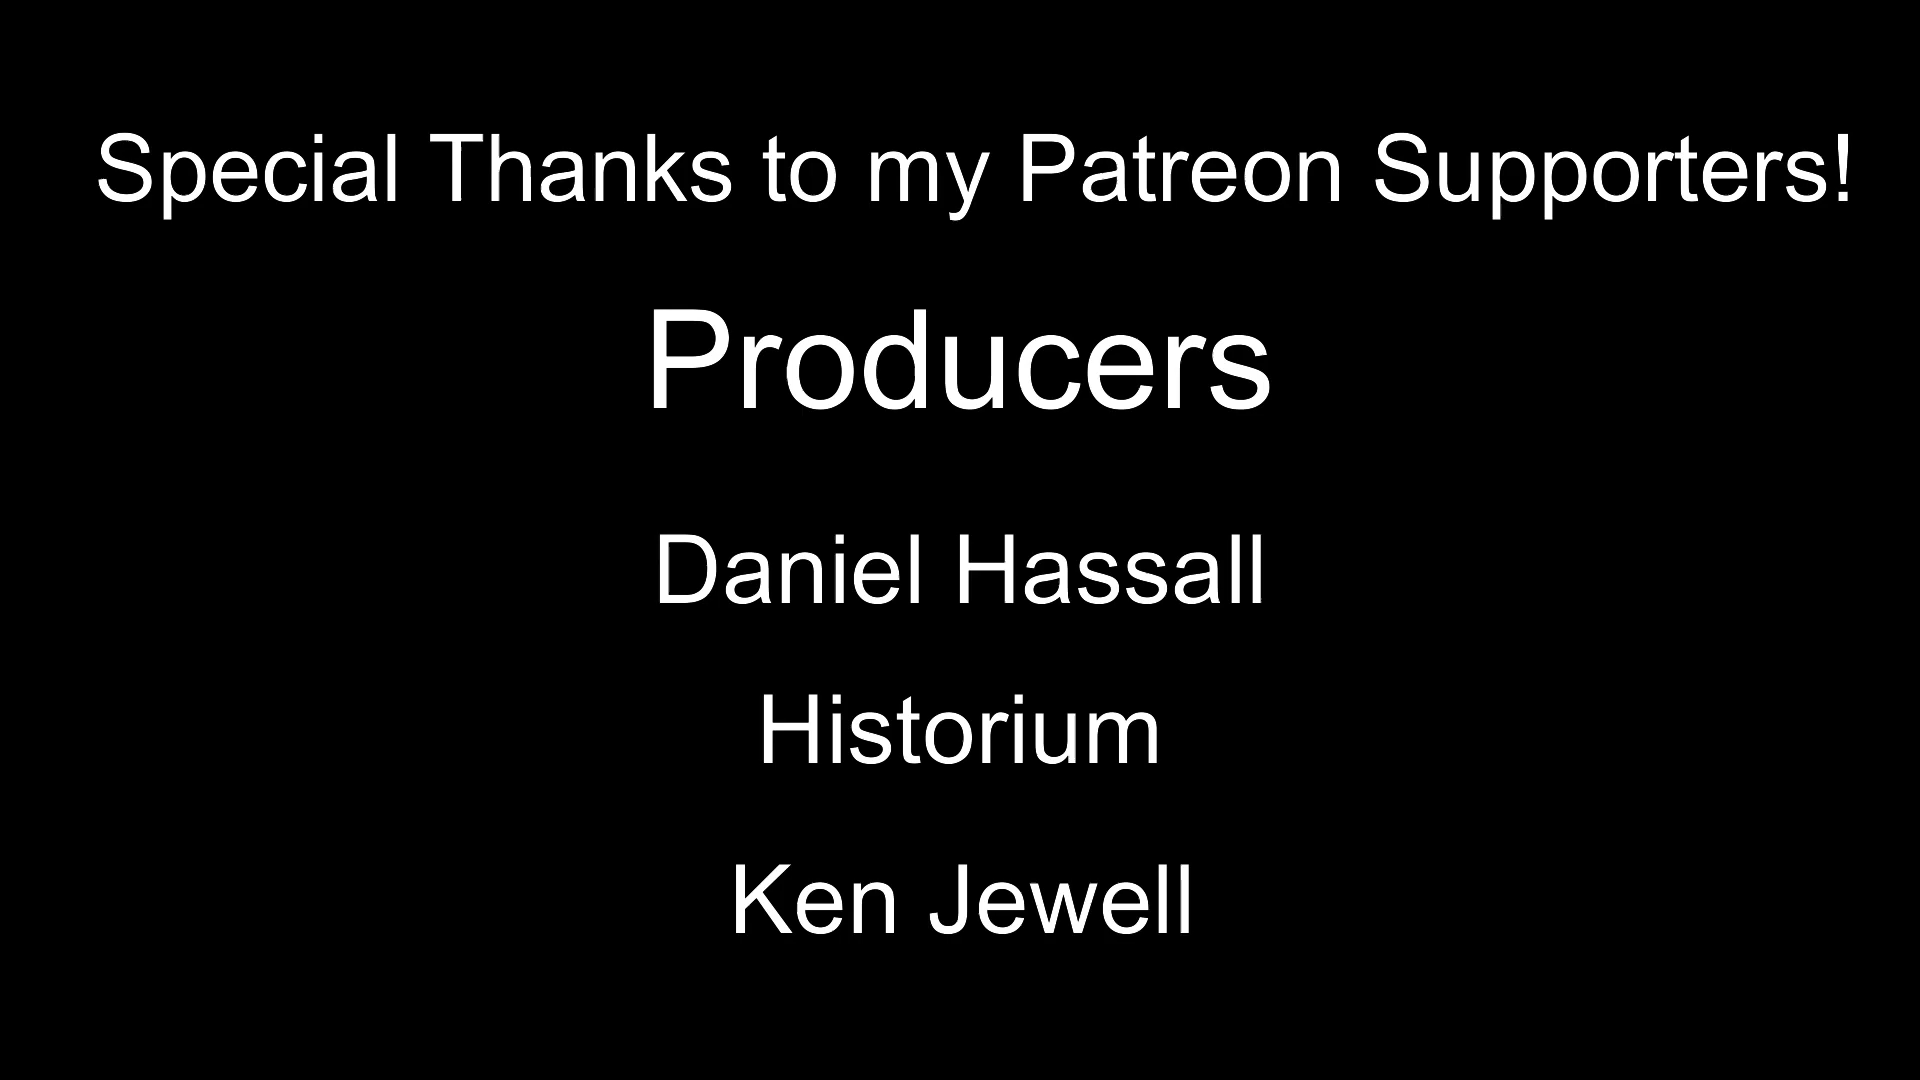 Special Thanks to my Patreon Supporters!
Producers
Daniel Hassall
Historium
Ken Jewell